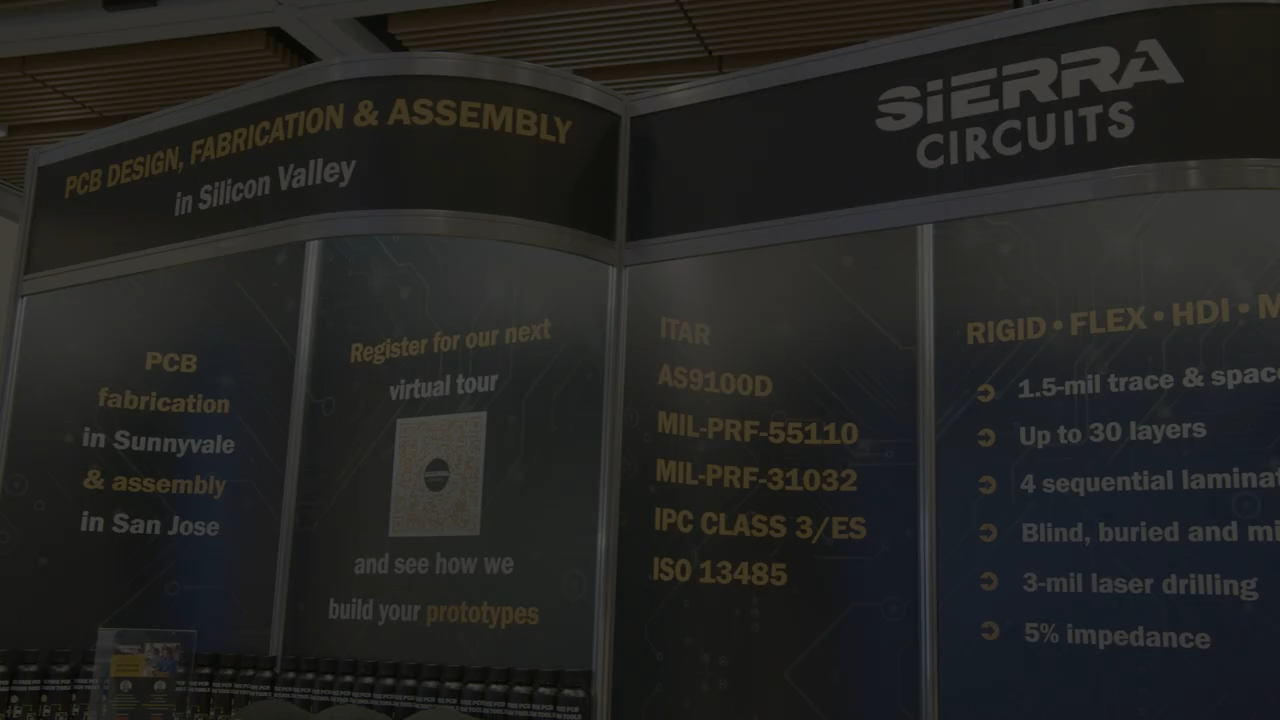 PCB DESIGN, FABRICATION & ASSEMBLY
in Silicon Valley
SIERRA
CIRCUITS
PCB
fabrication
in Sunnyvale
& assembly
in San Jose
Register for our next
virtual tour
and see how we
build your prototypes
ITAR
AS9100D
MIL-PRF-55110
MIL-PRF-31032
IPC CLASS 3/ES
ISO 13485
RIGID • FLEX • HDI • M
1.5-mil trace & spac
Up to 30 layers
4 sequential laminat
Blind, buried and mi
3-mil laser drilling
5% impedance